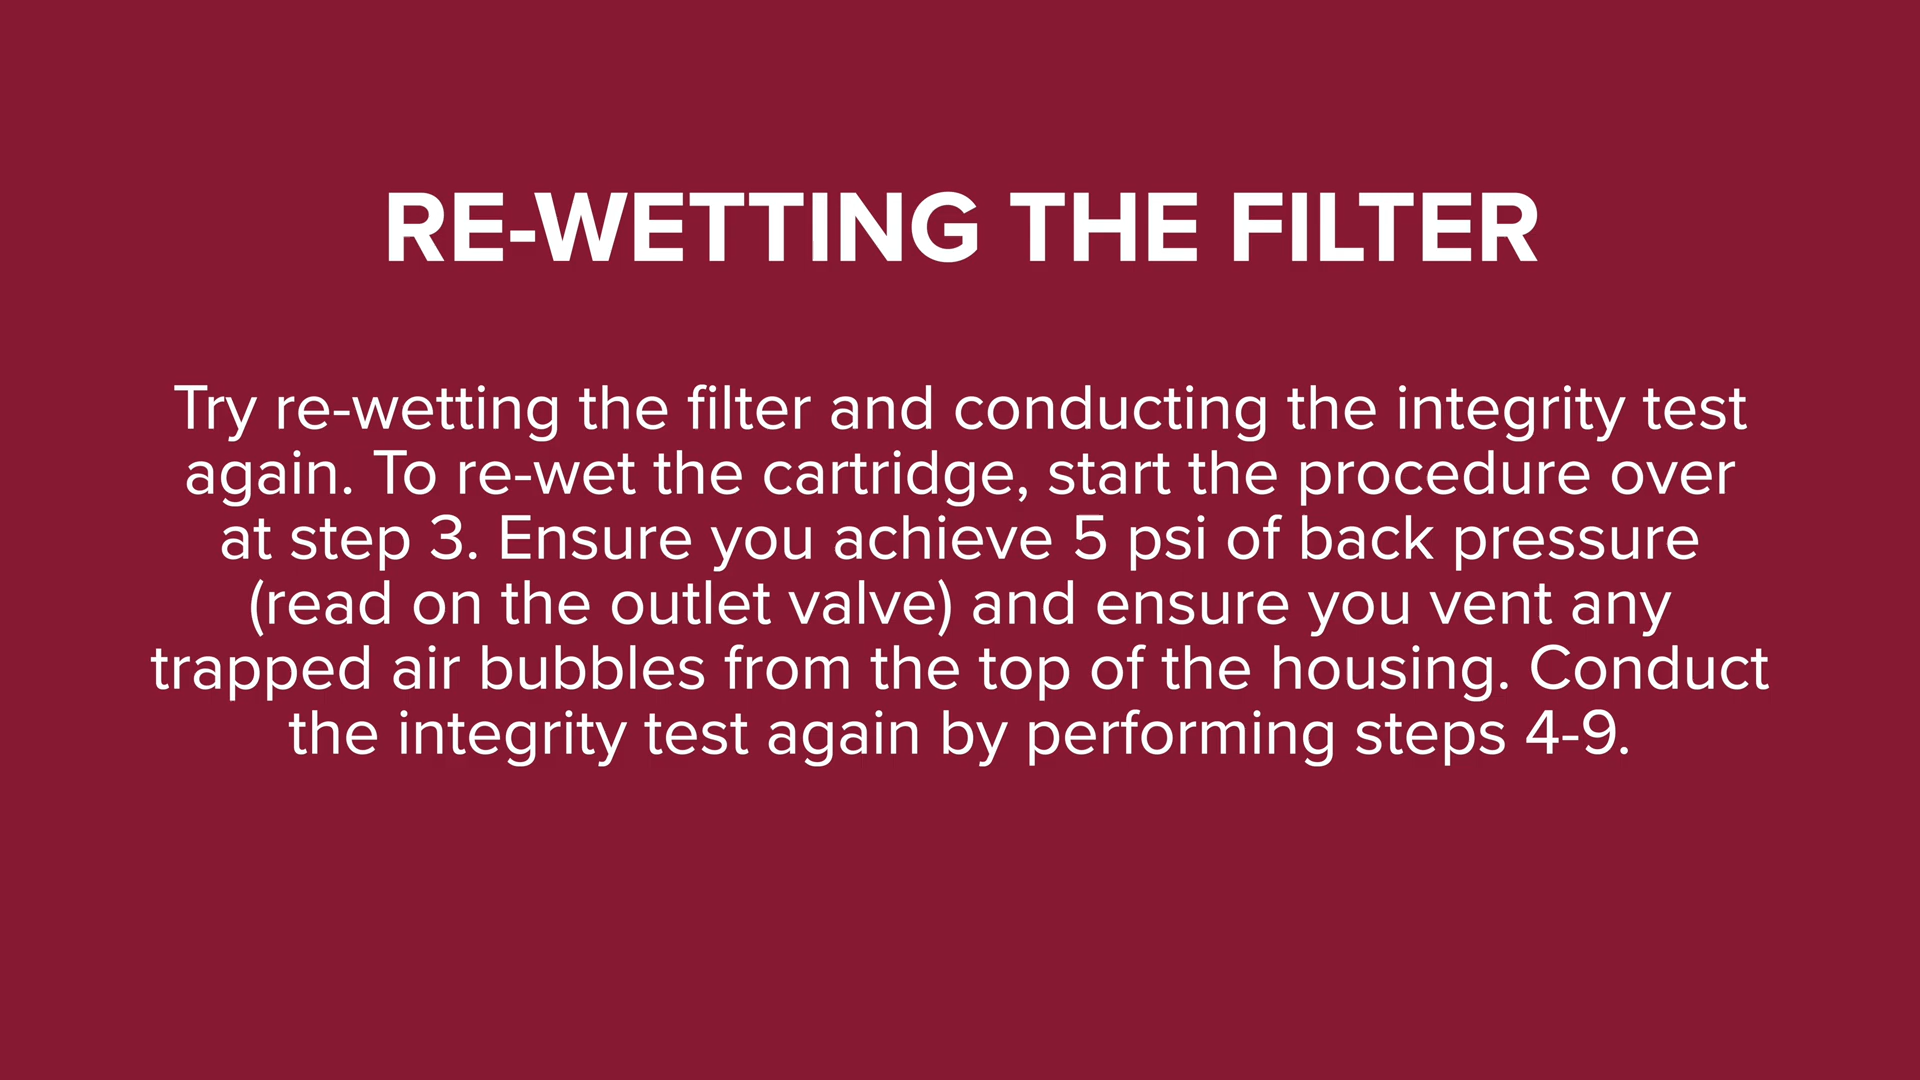 RE-WETTING THE FILTER
Try re-wetting the filter and conducting the integrity test
again. To re-wet the cartridge, start the procedure over
at step 3. Ensure you achieve 5 psi of back pressure
(read on the outlet valve) and ensure you vent any
trapped air bubbles from the top of the housing. Conduct
the integrity test again by performing steps 4-9.